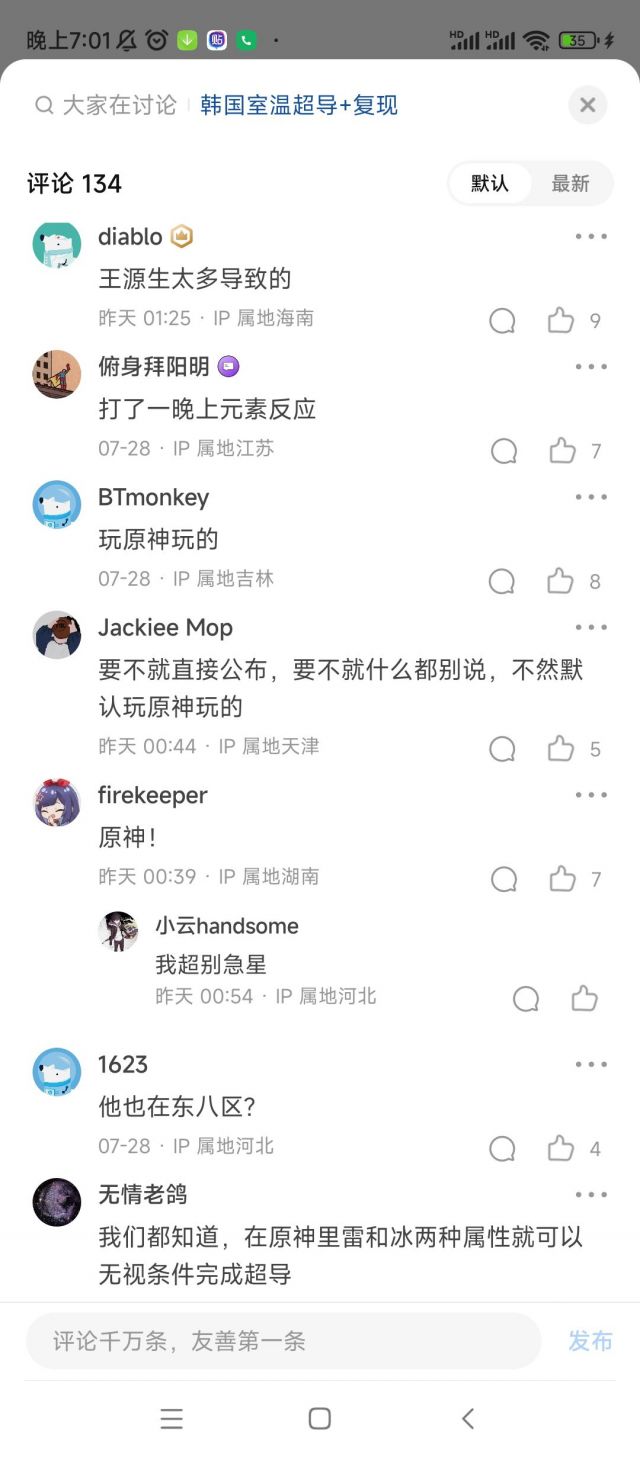 晚上7:01
HD HD 35
大家在讨论 韩国室温超导+复现
评论 134
默认 最新
diablo
王源生太多导致的
昨天 01:25 · IP 属地海南 9
俯身拜阳明
打了一晚上元素反应
07-28 · IP 属地江苏 7
BTmonkey
玩原神玩的
07-28 · IP 属地吉林 8
Jackiee Mop
要不就直接公布，要不就什么都别说，不然默
认玩原神玩的
昨天 00:44 · IP 属地天津 5
firekeeper
原神！
昨天 00:39 · IP 属地湖南 7
小云handsome
我超别急星
昨天 00:54 · IP 属地河北
1623
他也在东八区？
07-28 · IP 属地河北 4
无情老鸽
我们都知道，在原神里雷和冰两种属性就可以
无视条件完成超导
评论千万条，友善第一条 发布